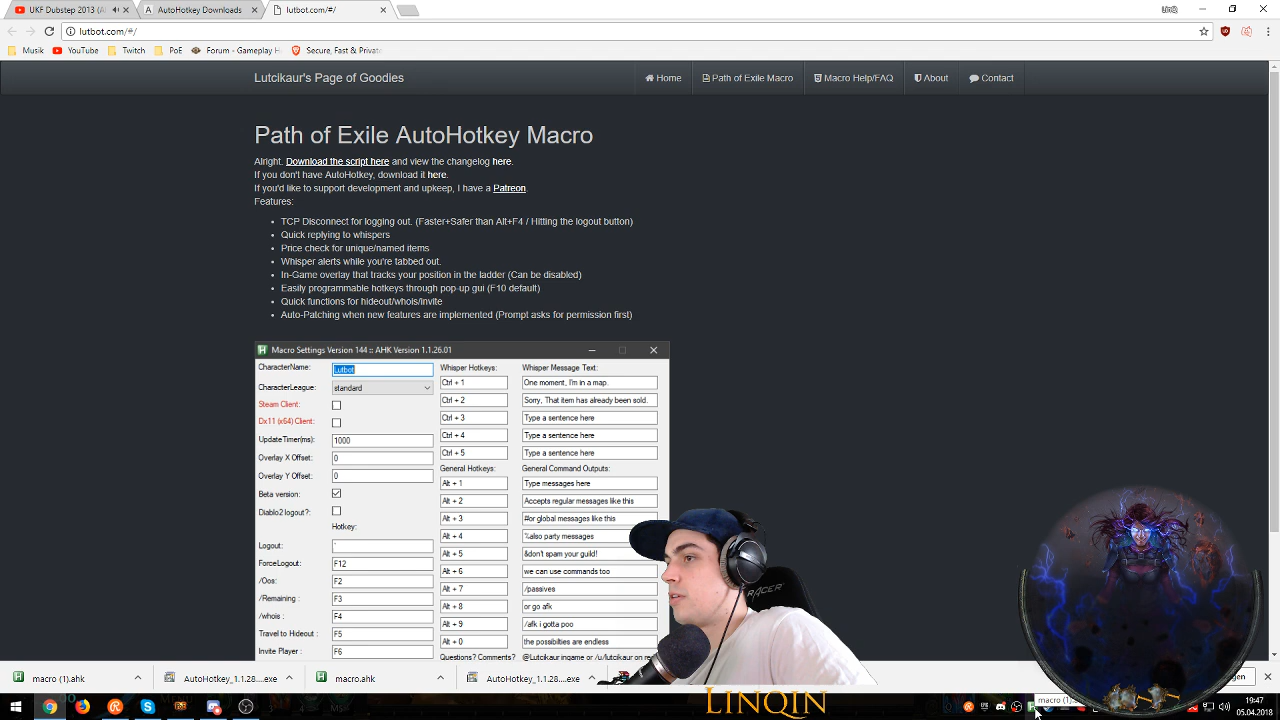 UKF Dubstep 2013 (A
AutoHotkey Downloads
lutbot.com/#/
lutbot.com/#/
Musik
YouTube
Twitch
PoE
Forum - Gameplay H
Secure, Fast & Priva
Lutcikaur's Page of Goodies
Home
Path of Exile Macro
Macro Help/FAQ
About
Contact
Path of Exile AutoHotkey Macro
Alright. Download the script here and view the changelog here.
If you don't have AutoHotkey, download it here.
If you'd like to support development and upkeep, I have a Patreon.
Features:
TCP Disconnect for logging out. (Faster+Safer than Alt+F4 / Hitting the logout button)
Quick replying to whispers
Price check for unique/named items
Whisper alerts while you're tabbed out.
In-Game overlay that tracks your position in the ladder (Can be disabled)
Easily programmable hotkeys through pop-up gui (F10 default)
Quick functions for hideout/whois/invite
Auto-Patching when new features are implemented (Prompt asks for permission first)
Macro Settings Version 144 :: AHK Version 1.1.26.01
CharacterName: Lutbot Whisper Hotkeys: Whisper Message Text:
Ctrl + 1 One moment, I'm in a map.
CharacterLeague: standard
Steam Client: Ctrl + 2 Sorry, That item has already been sold.
Dx11 (x64) Client: Ctrl + 3 Type a sentence here
UpdateTimer(ms): 1000 Ctrl + 4 Type a sentence here
Overlay X Offset: 0 Ctrl + 5 Type a sentence here
Overlay Y Offset: 0 General Hotkeys: General Command Outputs:
Beta version: Alt + 1 Type messages here
Diablo2 logout?: Alt + 2 Accepts regular messages like this
Hotkey: Alt + 3 #or global messages like this
Logout: ` Alt + 4 %also party messages
ForceLogout: F12 Alt + 5 &don't spam your guild!
/Oos: F2 Alt + 6 we can use commands too
/Remaining : F3 Alt + 7 /passives
/whois : F4 Alt + 8 or go afk
Travel to Hideout : F5 Alt + 9 /afk i gotta poo
Invite Player : F6 Alt + 0 the possibilties are endless
Questions? Comments? @Lutcikaur ingame or /u/lutcikaur on re
RACER
macro (1).ahk
AutoHotkey_1.1.28....exe
macro.ahk
AutoHotkey_1.1.28....exe
macro (1).a
LINQIN
19:47
05.04.2018